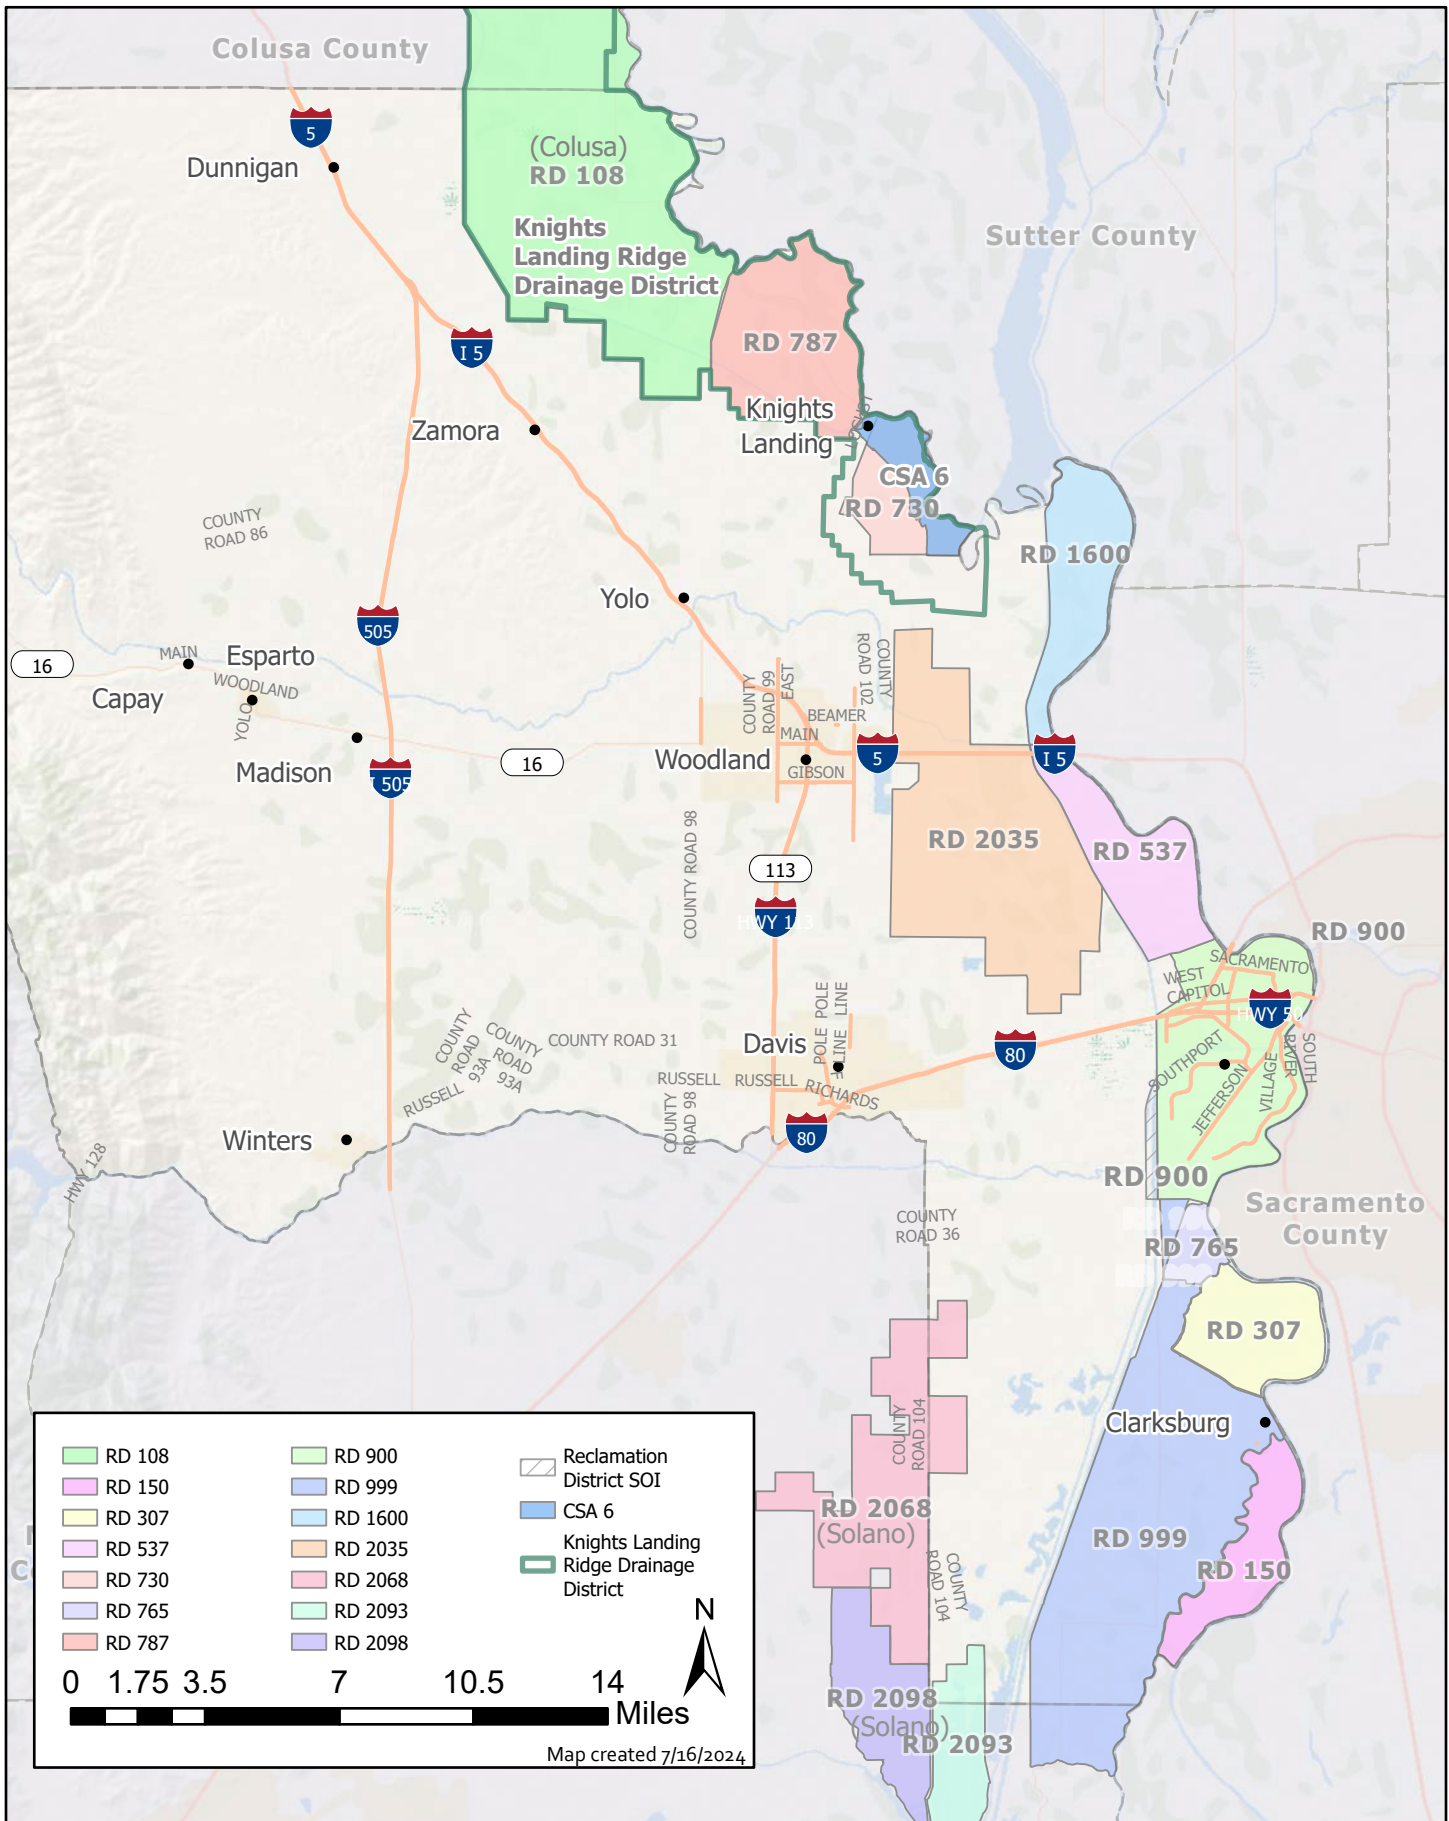 Colusa County
5
Dunnigan
(Colusa)
RD 108
Knights
Landing Ridge
Drainage District
Sutter County
I 5
RD 787
Knights
Landing
Zamora
CSA 6
RD 730
COUNTY
ROAD 86
RD 1600
Yolo
505
16
MAIN
Esparto
Capay
WOODLAND
YOLO
Madison
I 505
16
COUNTY
ROAD 99
EAST
COUNTY
ROAD 102
BEAMER
MAIN
Woodland
GIBSON
5
I 5
COUNTY ROAD 98
RD 2035
RD 537
113
HWY 113
RD 900
SACRAMENTO
WEST
CAPITOL
HWY 50
POLE POLE
LINE LINE
COUNTY
ROAD
93A
COUNTY
ROAD
93A
COUNTY ROAD 31
Davis
80
SOUTHPORT
JEFFERSON
VILLAGE
SOUTH
RIVER
RUSSELL
RUSSELL
RUSSELL
RICHARDS
COUNTY
ROAD 98
80
Winters
HWY 128
RD 900
Sacramento
County
COUNTY
ROAD 36
RD 765
RD 307
COUNTY
ROAD 104
Clarksburg
RD 2068
(Solano)
RD 999
RD 150
COUNTY
ROAD 104
RD 2098
(Solano)
RD 2093
RD 108
RD 150
RD 307
RD 537
RD 730
RD 765
RD 787
RD 900
RD 999
RD 1600
RD 2035
RD 2068
RD 2093
RD 2098
Reclamation
District SOI
CSA 6
Knights Landing
Ridge Drainage
District
N
0 1.75 3.5 7 10.5 14
Miles
Map created 7/16/2024